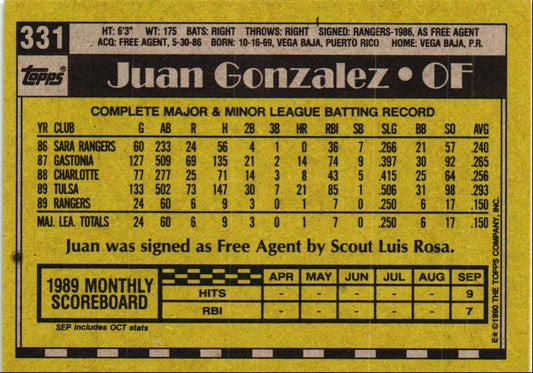 331
HT: 6'3" WT: 175 BATS: RIGHT THROWS: RIGHT SIGNED: RANGERS-1986, AS FREE AGENT
ACQ: FREE AGENT, 5-30-86 BORN: 10-16-69, VEGA BAJA, PUERTO RICO HOME: VEGA BAJA, P.R.
Topps® Juan Gonzalez • OF
COMPLETE MAJOR & MINOR LEAGUE BATTING RECORD
YR CLUB G AB R H 2B 3B HR RBI SB SLG BB SO AVG
86 SARA RANGERS 60 233 24 56 4 1 0 36 7 .266 21 57 .240
87 GASTONIA 127 509 69 135 21 2 14 74 9 .397 30 92 .265
88 CHARLOTTE 77 277 25 71 14 3 8 43 5 .415 25 64 .256
89 TULSA 133 502 73 147 30 7 21 85 1 .506 31 98 .293
89 RANGERS 24 60 6 9 3 0 1 7 0 .250 6 17 .150
MAJ. LEA. TOTALS 24 60 6 9 3 0 1 7 0 .250 6 17 .150
Juan was signed as Free Agent by Scout Luis Rosa.
1989 MONTHLY
SCOREBOARD
APR MAY JUN JUL AUG SEP
HITS - - - - - 9
RBI - - - - - 7
SEP includes OCT stats
E* © 1990 THE TOPPS COMPANY, INC.